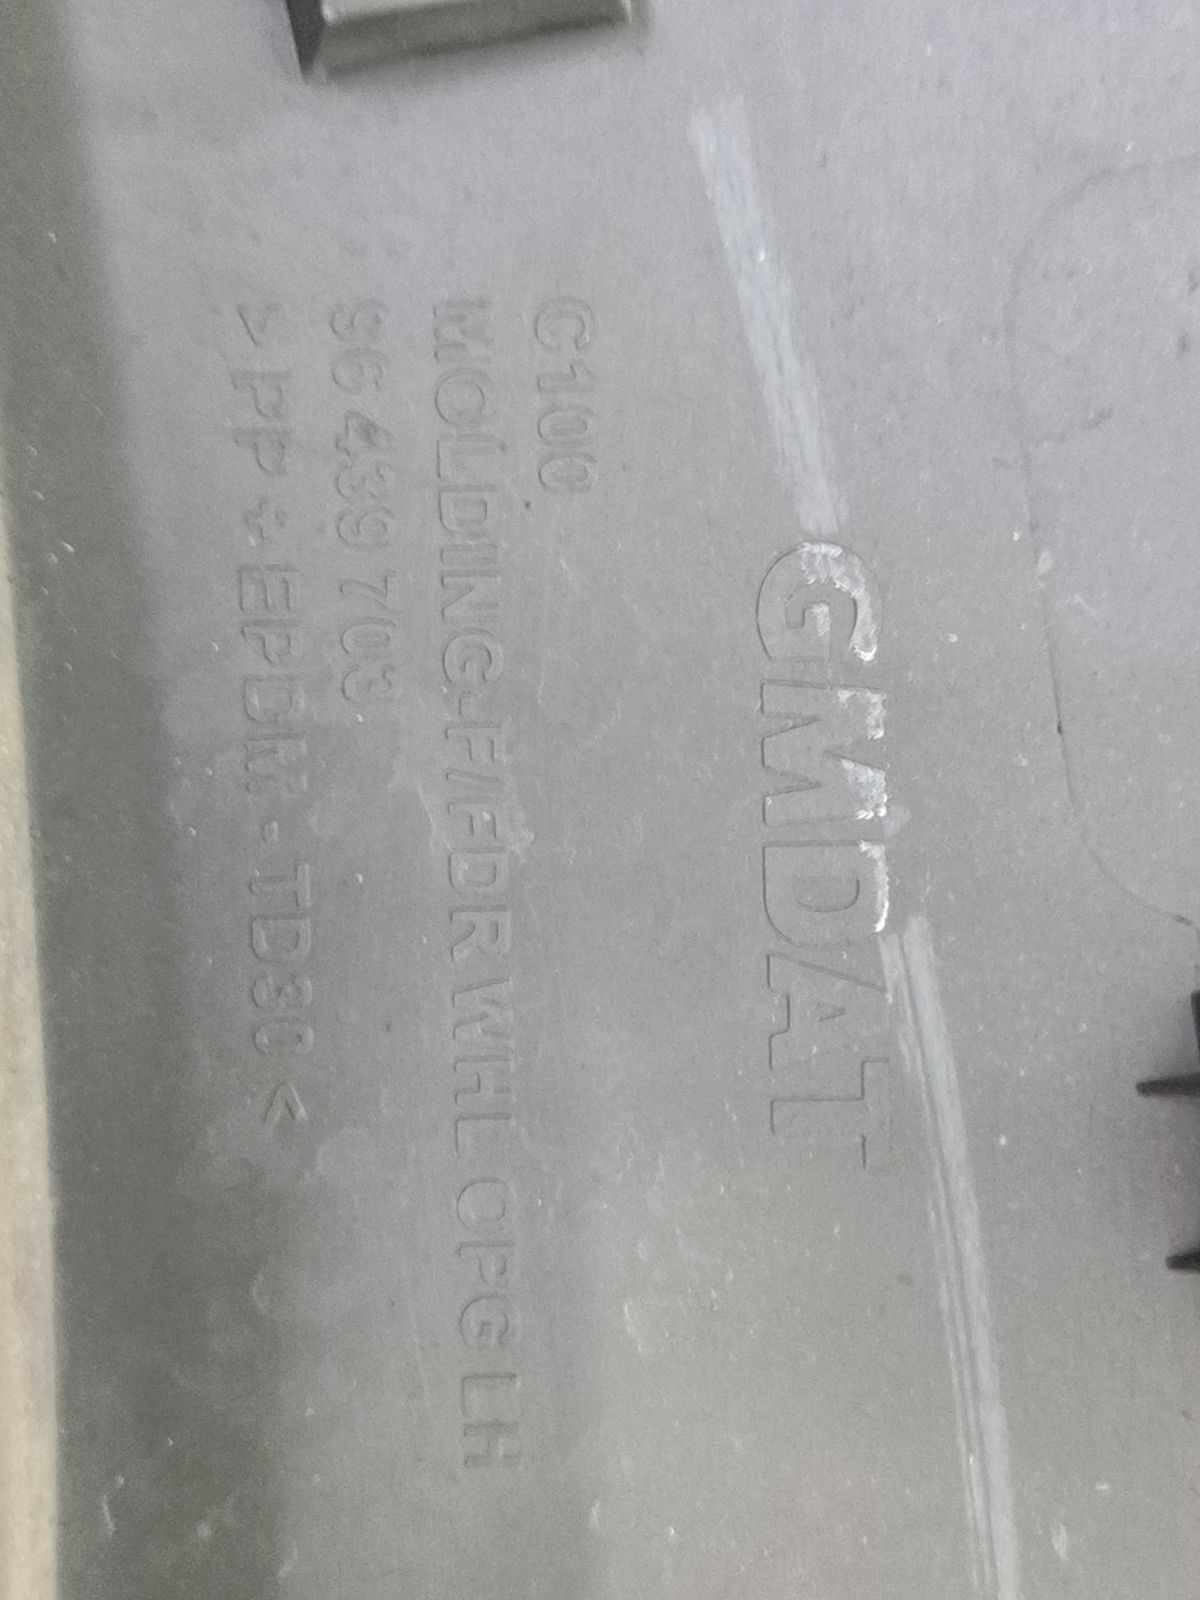 GMDAT
C100
MOLDING-F/FDR WHL OPG LH
96439703
>PP+EPDM-TD30<